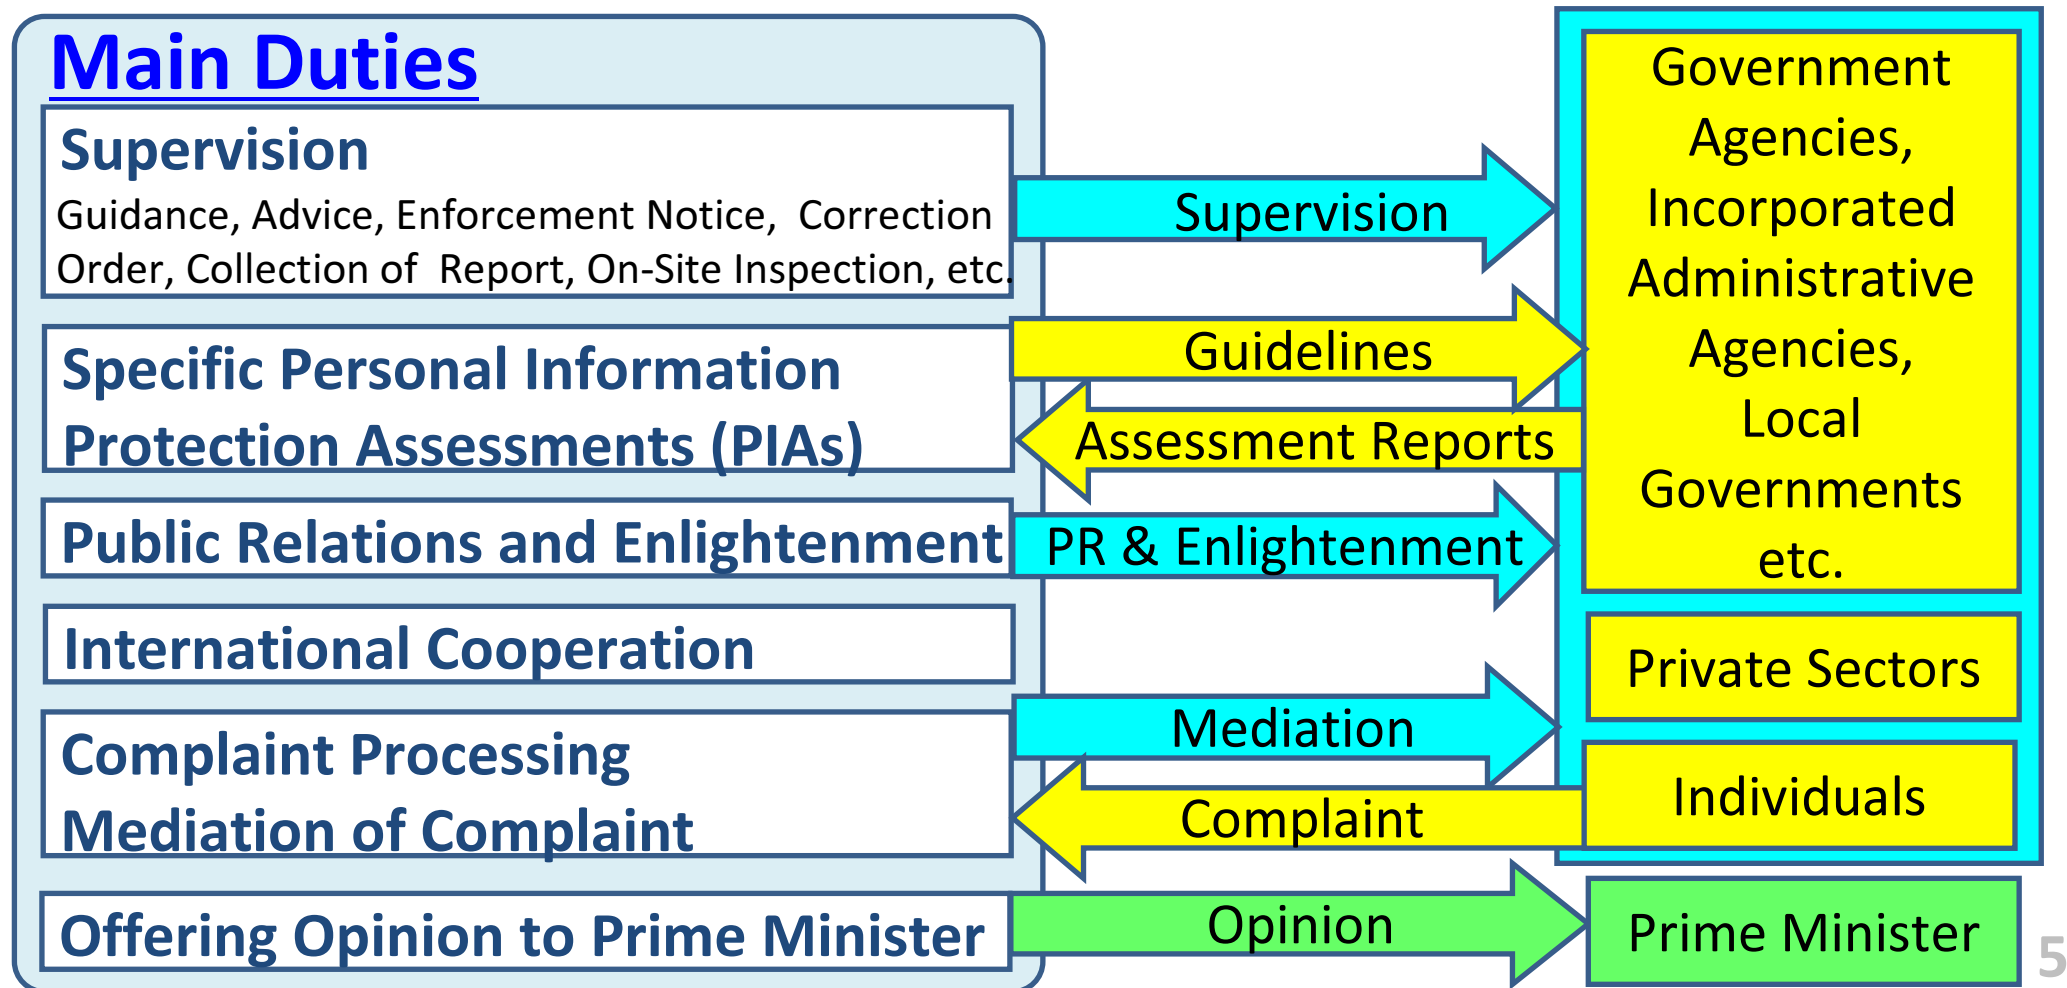 Main Duties
Supervision
Guidance, Advice, Enforcement Notice, Correction
Order, Collection of Report, On-Site Inspection, etc.
Specific Personal Information
Protection Assessments (PIAs)
Public Relations and Enlightenment
International Cooperation
Complaint Processing
Mediation of Complaint
Offering Opinion to Prime Minister
Supervision
Guidelines
Assessment Reports
PR & Enlightenment
Mediation
Complaint
Opinion
Government
Agencies,
Incorporated
Administrative
Agencies,
Local
Governments
etc.
Private Sectors
Individuals
Prime Minister
5